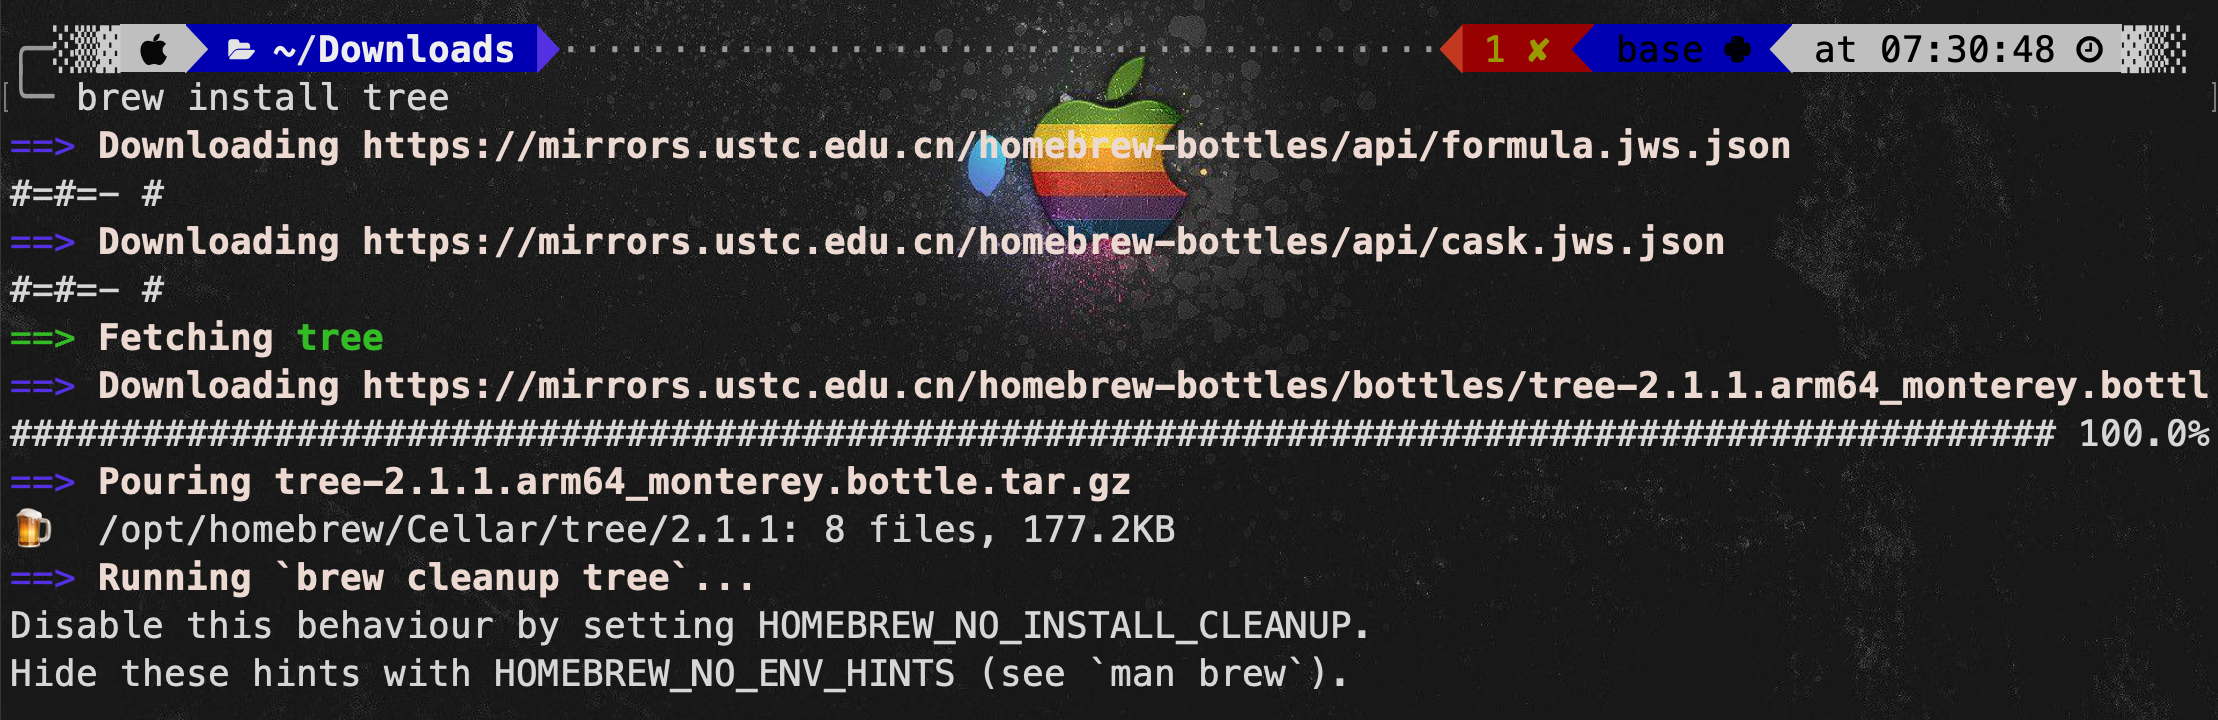 ~/Downloads 1 ✘ base at 07:30:48
brew install tree
==> Downloading https://mirrors.ustc.edu.cn/homebrew-bottles/api/formula.jws.json
#=#=- #
==> Downloading https://mirrors.ustc.edu.cn/homebrew-bottles/api/cask.jws.json
#=#=- #
==> Fetching tree
==> Downloading https://mirrors.ustc.edu.cn/homebrew-bottles/bottles/tree-2.1.1.arm64_monterey.bottl
############################################################################################# 100.0%
==> Pouring tree-2.1.1.arm64_monterey.bottle.tar.gz
🍺  /opt/homebrew/Cellar/tree/2.1.1: 8 files, 177.2KB
==> Running `brew cleanup tree`...
Disable this behaviour by setting HOMEBREW_NO_INSTALL_CLEANUP.
Hide these hints with HOMEBREW_NO_ENV_HINTS (see `man brew`).